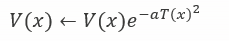 V(x) ← V(x)e^{-aT(x)^2}